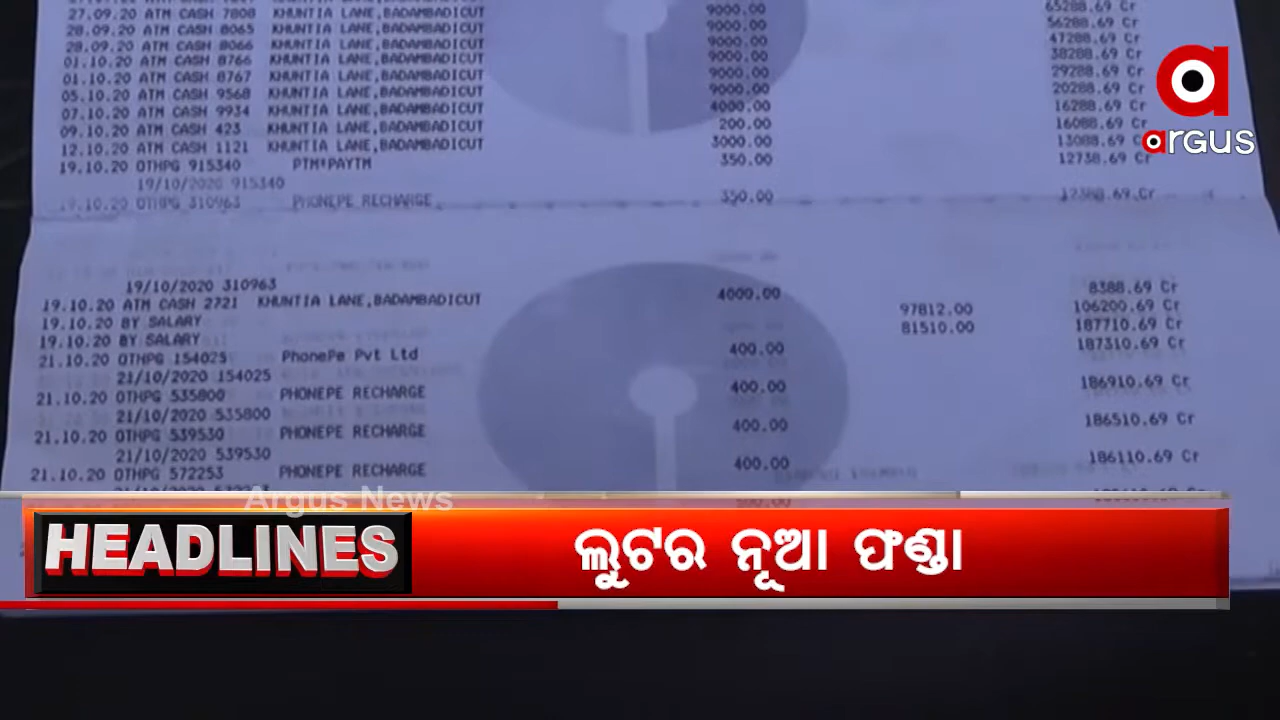 27.09.20 ATM CASH 7808 KHUNTIA LANE,BADAMBADICUT 9000.00 65288.69 Cr
28.09.20 ATM CASH 8065 KHUNTIA LANE,BADAMBADICUT 9000.00 56288.69 Cr
28.09.20 ATM CASH 8066 KHUNTIA LANE,BADAMBADICUT 9000.00 47288.69 Cr
01.10.20 ATM CASH 8766 KHUNTIA LANE,BADAMBADICUT 9000.00 38288.69 Cr
01.10.20 ATM CASH 8767 KHUNTIA LANE,BADAMBADICUT 9000.00 29288.69 Cr
05.10.20 ATM CASH 9568 KHUNTIA LANE,BADAMBADICUT 9000.00 20288.69 Cr
07.10.20 ATM CASH 9934 KHUNTIA LANE,BADAMBADICUT 4000.00 16288.69 Cr
09.10.20 ATM CASH 423 KHUNTIA LANE,BADAMBADICUT 200.00 16088.69 Cr
12.10.20 ATM CASH 1121 KHUNTIA LANE,BADAMBADICUT 3000.00 13088.69 Cr
19.10.20 OTHPG 915340 PTM*PAYTM 350.00 12738.69 Cr
19/10/2020 915340
19.10.20 OTHPG 310963 PHONEPE RECHARGE 350.00 12388.69 Cr
19/10/2020 310963
19.10.20 ATM CASH 2721 KHUNTIA LANE,BADAMBADICUT 4000.00 8388.69 Cr
19.10.20 BY SALARY 97812.00 106200.69 Cr
19.10.20 BY SALARY 81510.00 187710.69 Cr
21.10.20 OTHPG 154025 PhonePe Pvt Ltd 400.00 187310.69 Cr
21/10/2020 154025
21.10.20 OTHPG 535800 PHONEPE RECHARGE 400.00 186910.69 Cr
21/10/2020 535800
21.10.20 OTHPG 539530 PHONEPE RECHARGE 400.00 186510.69 Cr
21/10/2020 539530
21.10.20 OTHPG 572253 PHONEPE RECHARGE 400.00 186110.69 Cr
argus
Argus News
HEADLINES
ଲୁଟର ନୂଆ ଫଣ୍ଡା